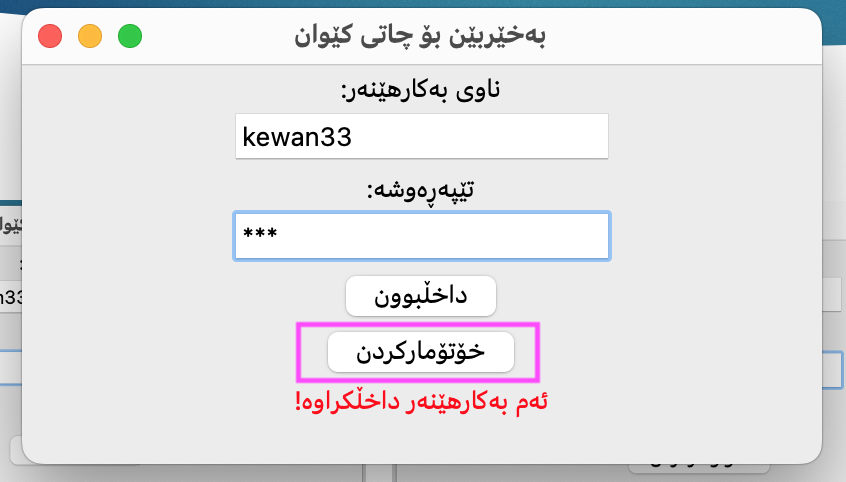 بەخێربێن بۆ چاتی کێوان
ناوی بەکارهێنەر:
kewan33
تێپەڕەوشە:
***
داخڵبوون
خۆتۆمارکردن
ئەم بەکارهێنەر داخڵکراوە!